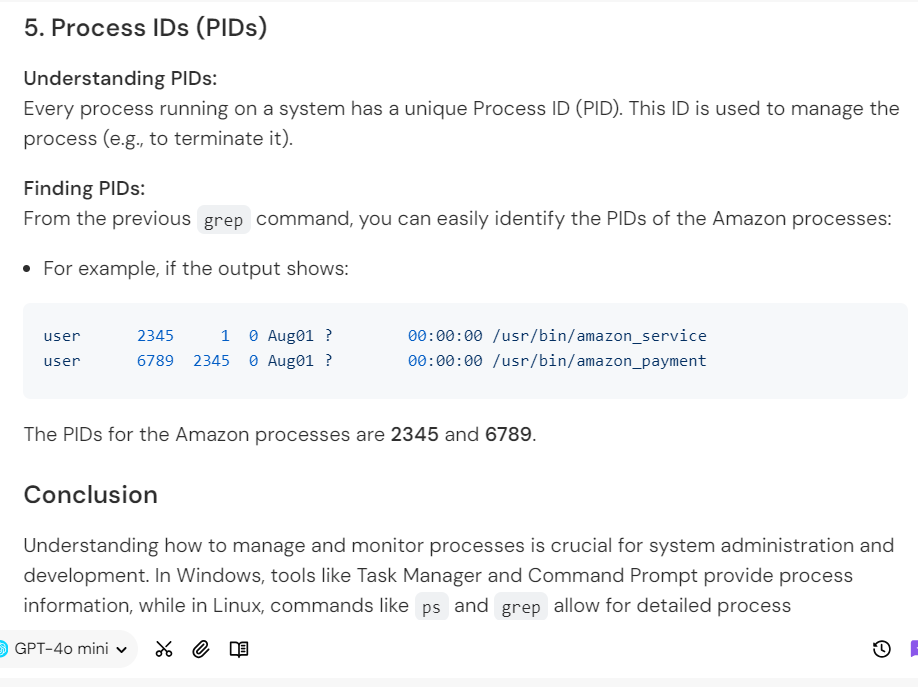 5. Process IDs (PIDs)
Understanding PIDs:
Every process running on a system has a unique Process ID (PID). This ID is used to manage the
process (e.g., to terminate it).
Finding PIDs:
From the previous grep command, you can easily identify the PIDs of the Amazon processes:
• For example, if the output shows:
user      2345     1  0 Aug01 ?        00:00:00 /usr/bin/amazon_service
user      6789  2345  0 Aug01 ?        00:00:00 /usr/bin/amazon_payment
The PIDs for the Amazon processes are 2345 and 6789.
Conclusion
Understanding how to manage and monitor processes is crucial for system administration and
development. In Windows, tools like Task Manager and Command Prompt provide process
information, while in Linux, commands like ps and grep allow for detailed process
GPT-4o mini